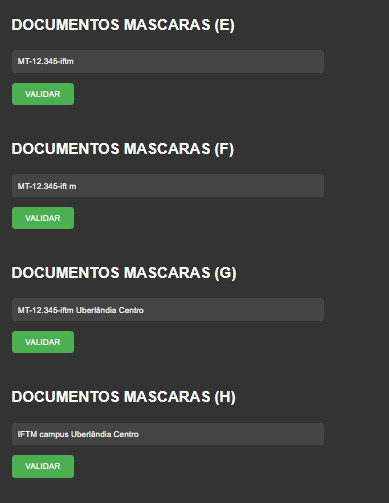 DOCUMENTOS MASCARAS (E)
MT-12.345-iftm
VALIDAR
DOCUMENTOS MASCARAS (F)
MT-12.345-ift m
VALIDAR
DOCUMENTOS MASCARAS (G)
MT-12.345-iftm Uberlândia Centro
VALIDAR
DOCUMENTOS MASCARAS (H)
IFTM campus Uberlândia Centro
VALIDAR